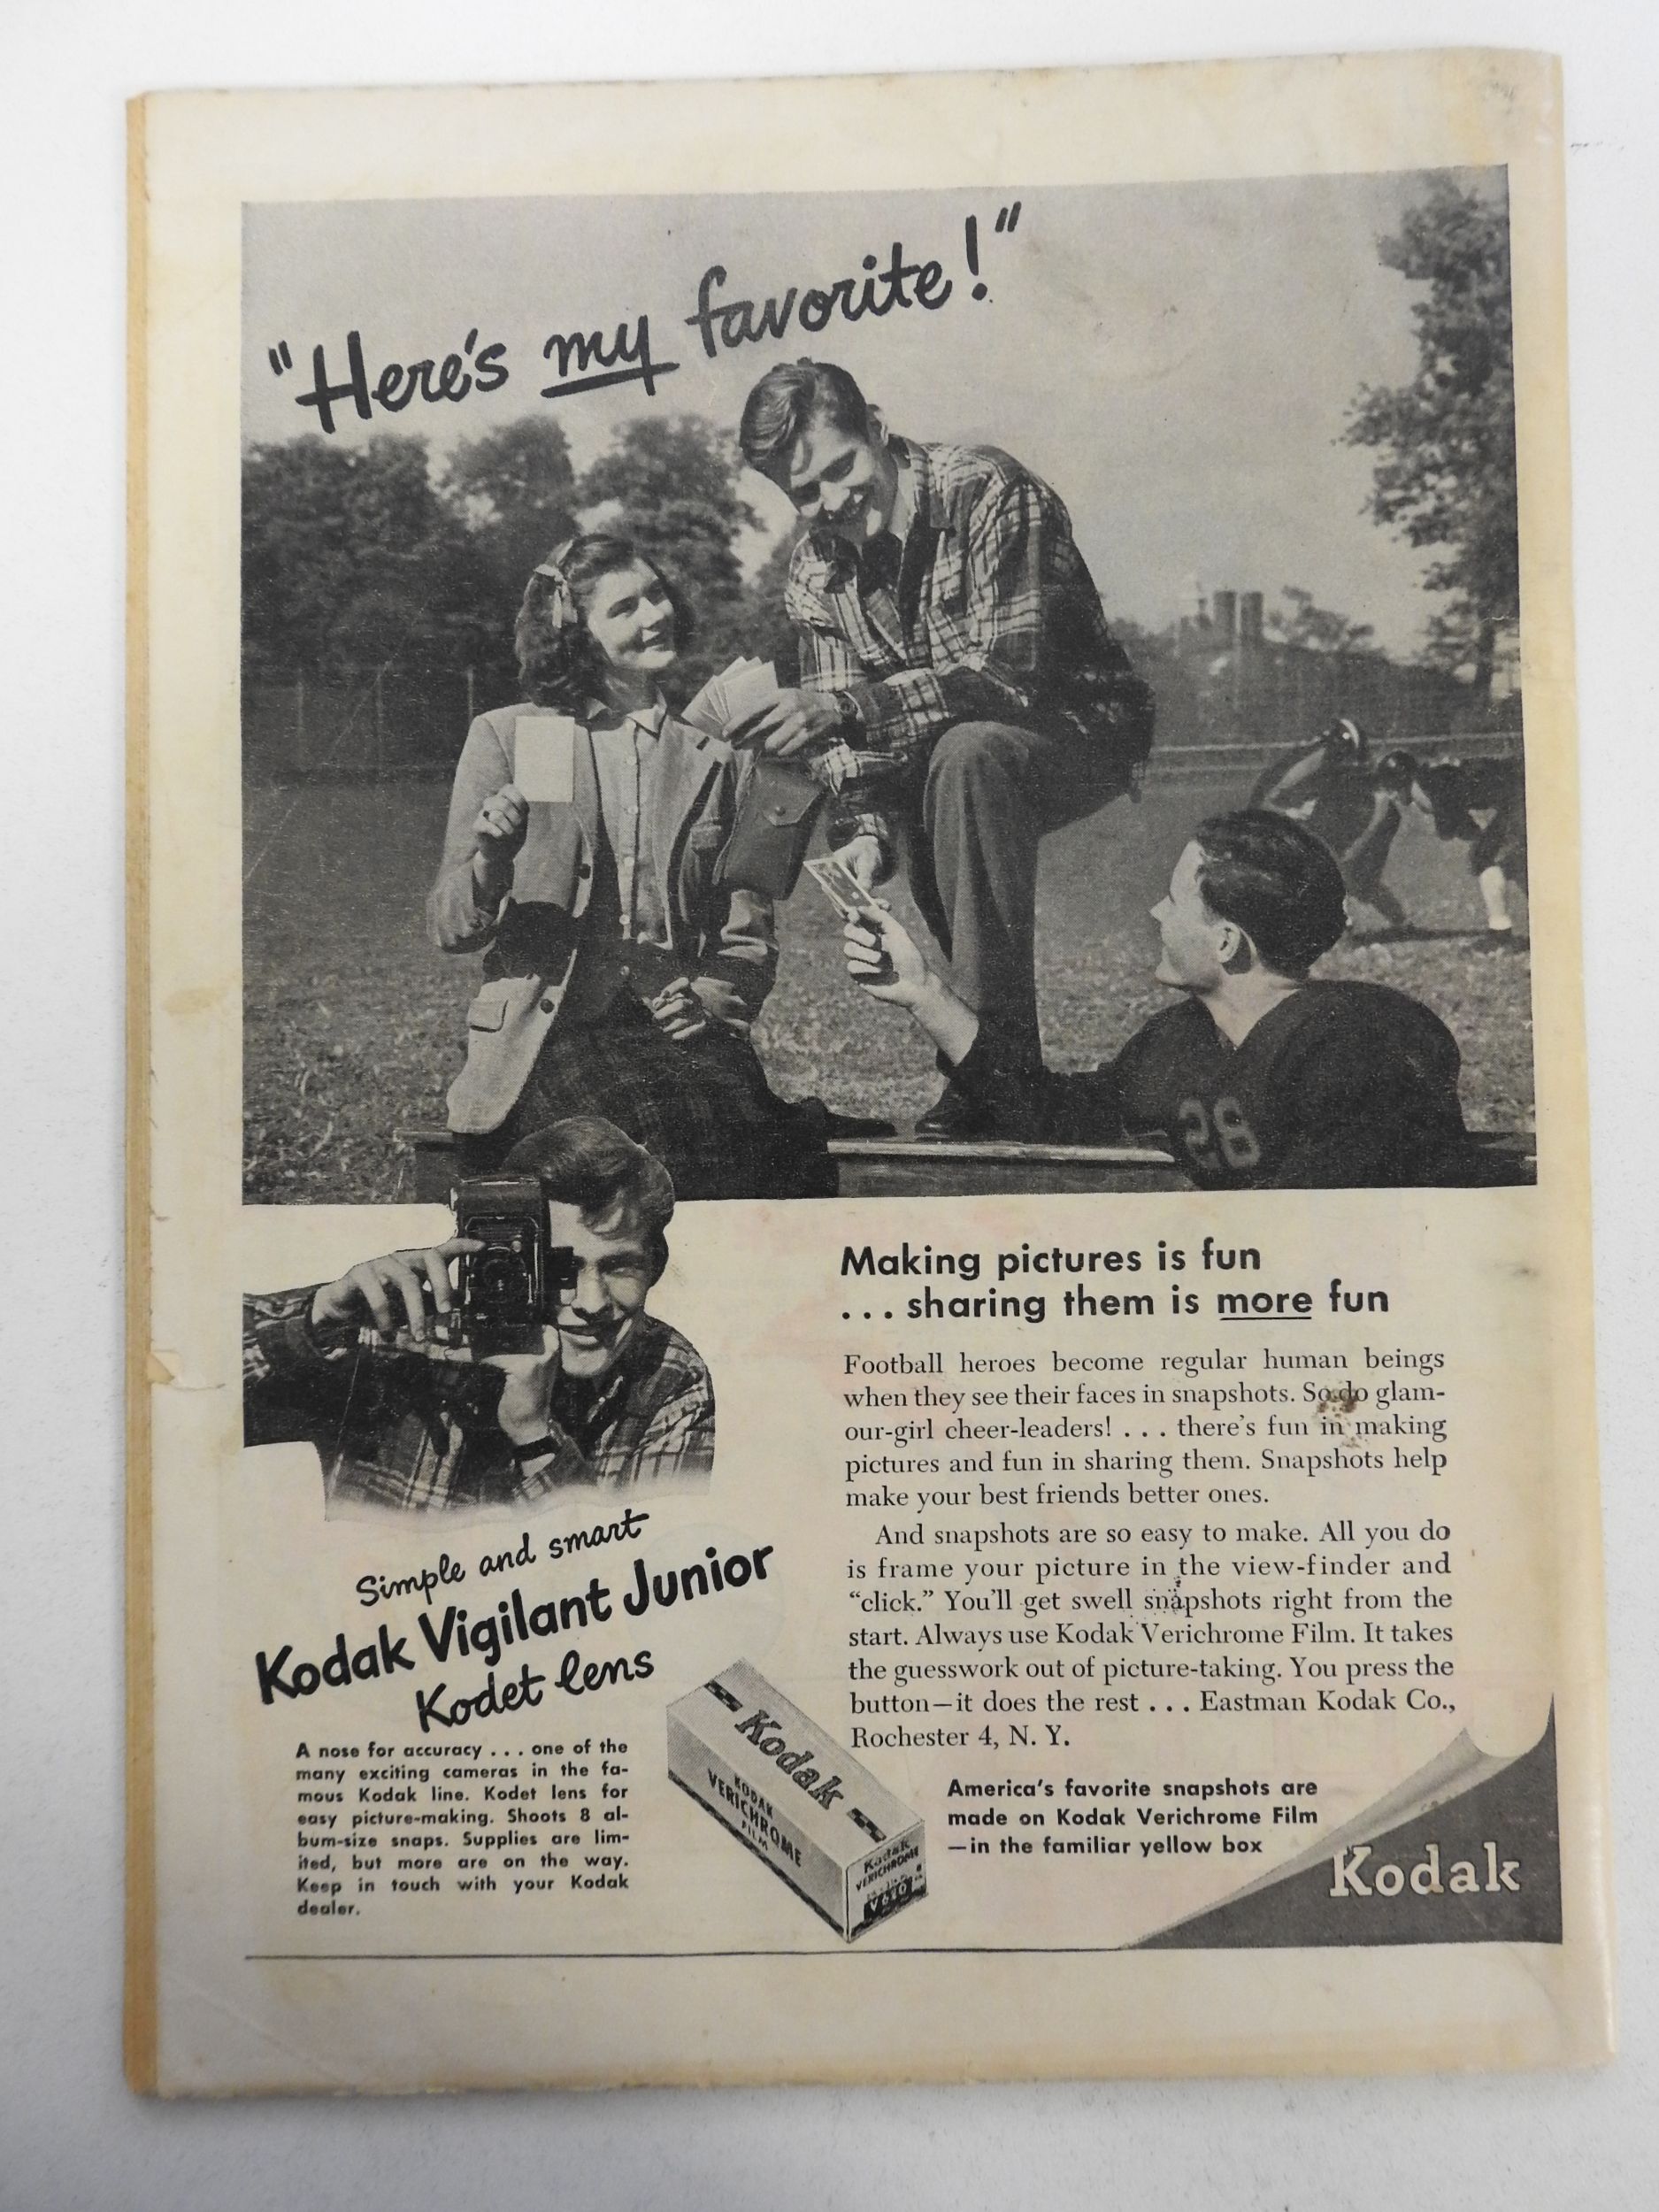 "Here's my favorite!"
28
Making pictures is fun
... sharing them is more fun
Football heroes become regular human beings
when they see their faces in snapshots. So do glam-
our-girl cheer-leaders! ... there's fun in making
pictures and fun in sharing them. Snapshots help
make your best friends better ones.
And snapshots are so easy to make. All you do
is frame your picture in the view-finder and
"click." You'll get swell snapshots right from the
start. Always use Kodak Verichrome Film. It takes
the guesswork out of picture-taking. You press the
button—it does the rest ... Eastman Kodak Co.,
Rochester 4, N. Y.
Simple and smart
Kodak Vigilant Junior
Kodet lens
A nose for accuracy ... one of the
many exciting cameras in the fa-
mous Kodak line. Kodet lens for
easy picture-making. Shoots 8 al-
bum-size snaps. Supplies are lim-
ited, but more are on the way.
Keep in touch with your Kodak
dealer.
Kodak
KODAK
VERICHROME
FILM
Kodak
VERICHROME
V620
America's favorite snapshots are
made on Kodak Verichrome Film
—in the familiar yellow box
Kodak